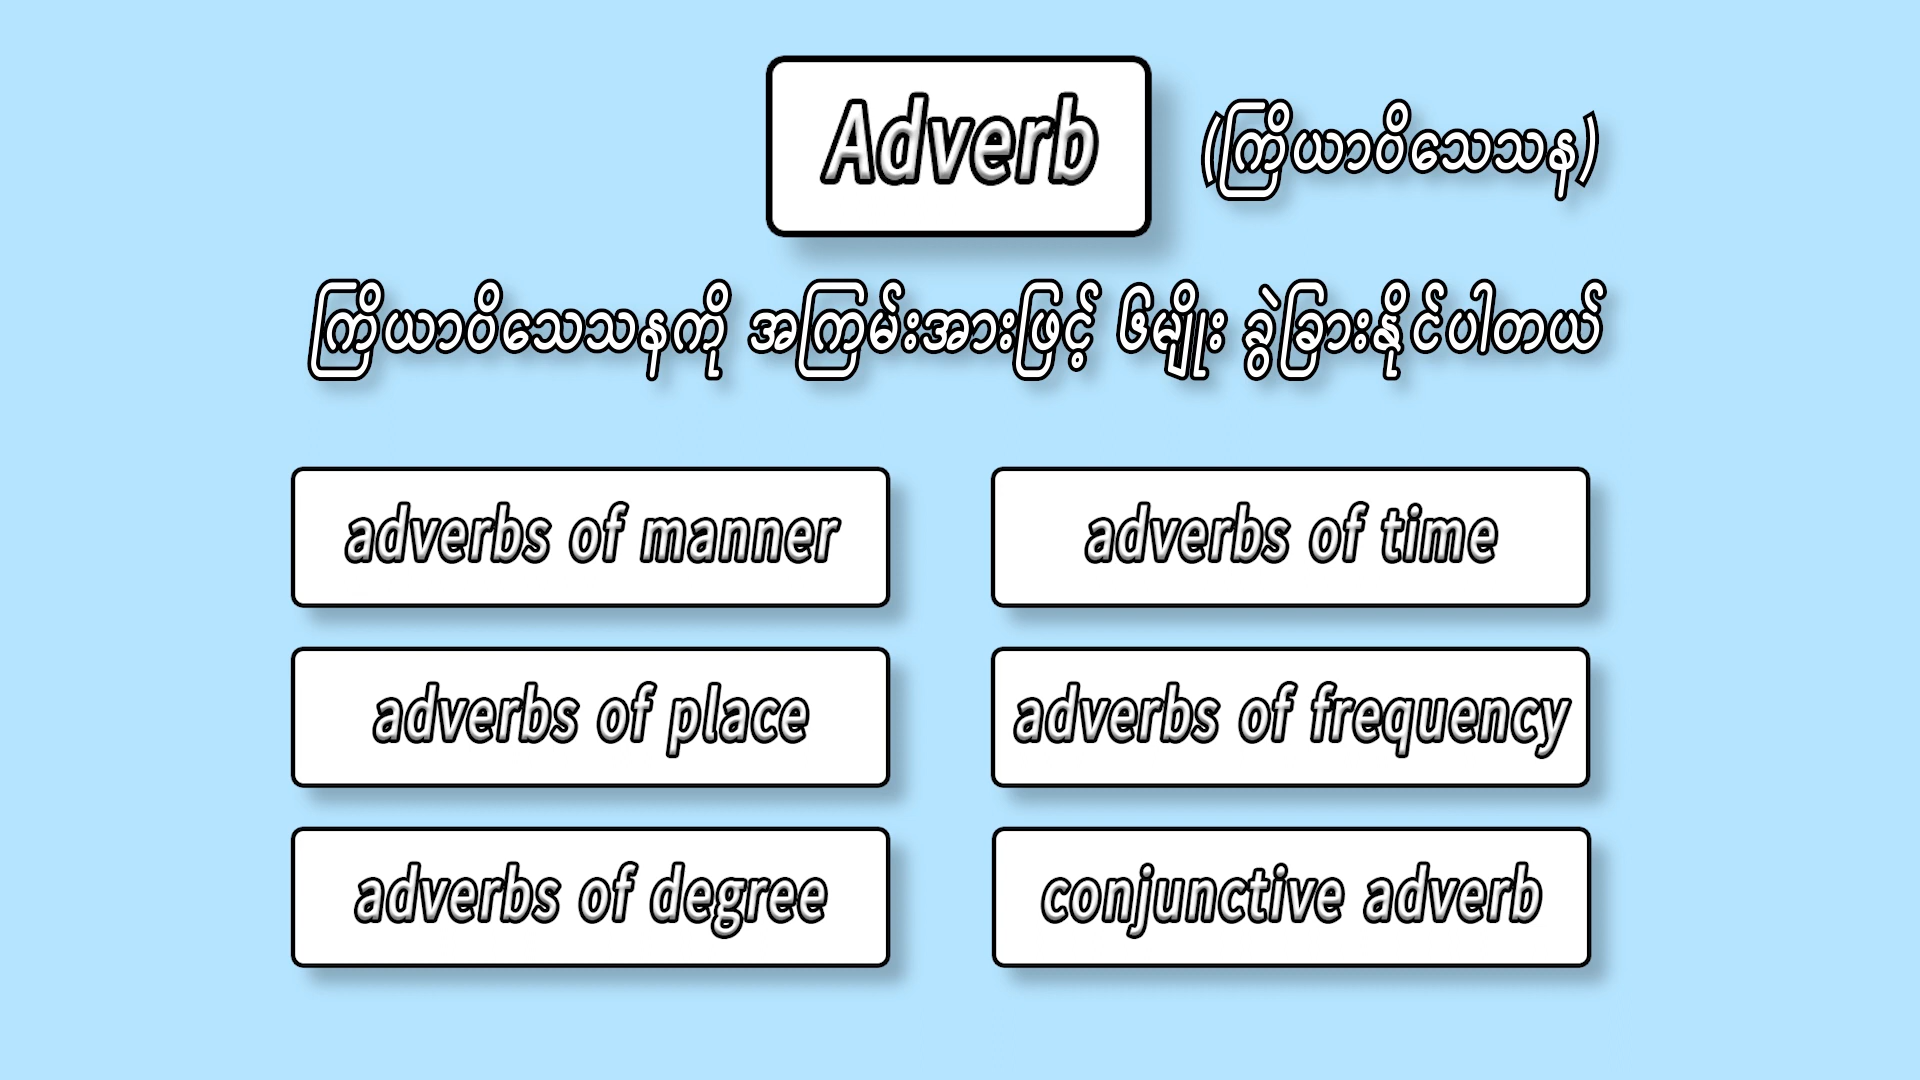 Adverb (ကြိယာဝိသေသန)
ကြိယာဝိသေသနကို အကြမ်းအားဖြင့် ၆မျိုး ခွဲခြားနိုင်ပါတယ်
adverbs of manner
adverbs of time
adverbs of place
adverbs of frequency
adverbs of degree
conjunctive adverb